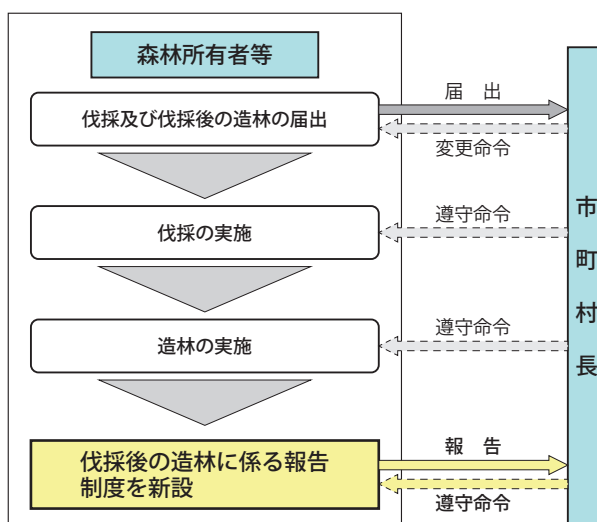 森林所有者等
伐採及び伐採後の造林の届出
届 出
変更命令
伐採の実施
遵守命令
造林の実施
遵守命令
伐採後の造林に係る報告
制度を新設
報 告
遵守命令
市
町
村
長